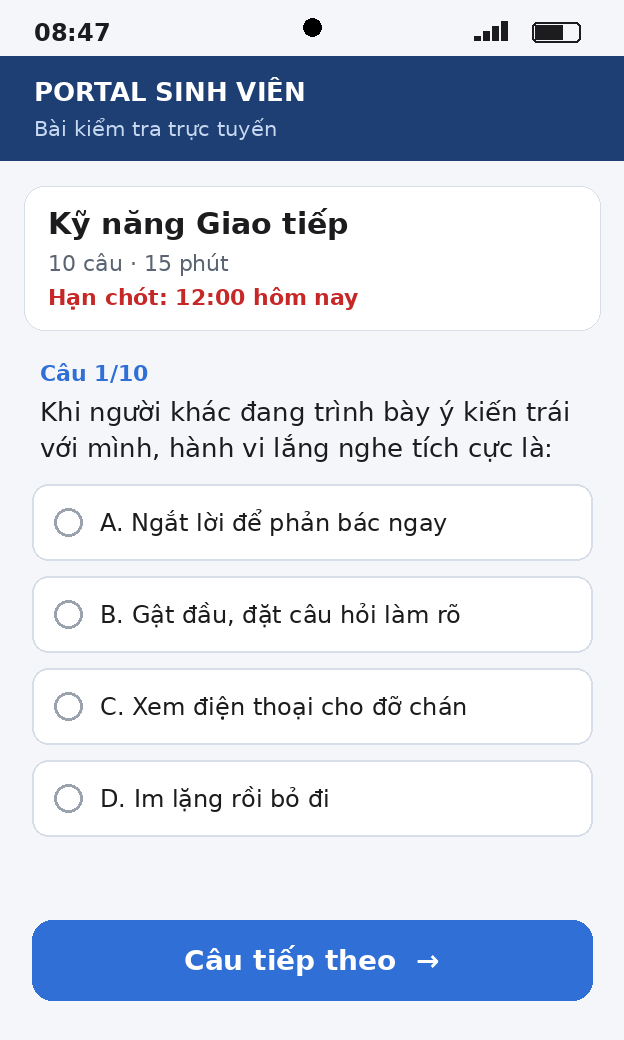 08:47
PORTAL SINH VIÊN
Bài kiểm tra trực tuyến
Kỹ năng Giao tiếp
10 câu · 15 phút
Hạn chót: 12:00 hôm nay
Câu 1/10
Khi người khác đang trình bày ý kiến trái
với mình, hành vi lắng nghe tích cực là:
A. Ngắt lời để phản bác ngay
B. Gật đầu, đặt câu hỏi làm rõ
C. Xem điện thoại cho đỡ chán
D. Im lặng rồi bỏ đi
Câu tiếp theo →